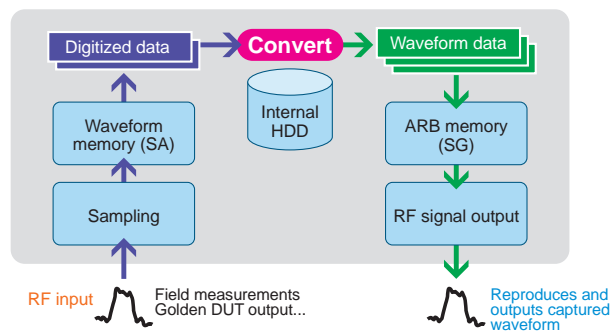 Digitized data
Convert
Waveform data
Waveform
memory (SA)
Internal
HDD
ARB memory
(SG)
Sampling
RF signal output
RF input
Field measurements
Golden DUT output...
Reproduces and
outputs captured
waveform